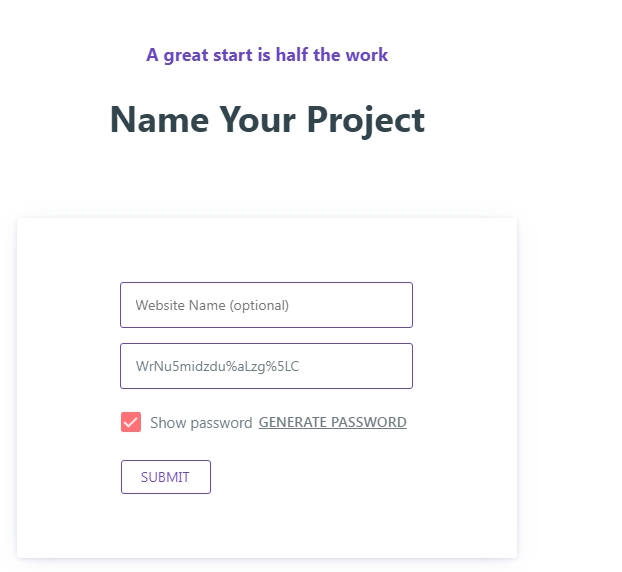 A great start is half the work
Name Your Project
Website Name (optional)
WrNu5midzdu%aLzg%5LC
Show password GENERATE PASSWORD
SUBMIT